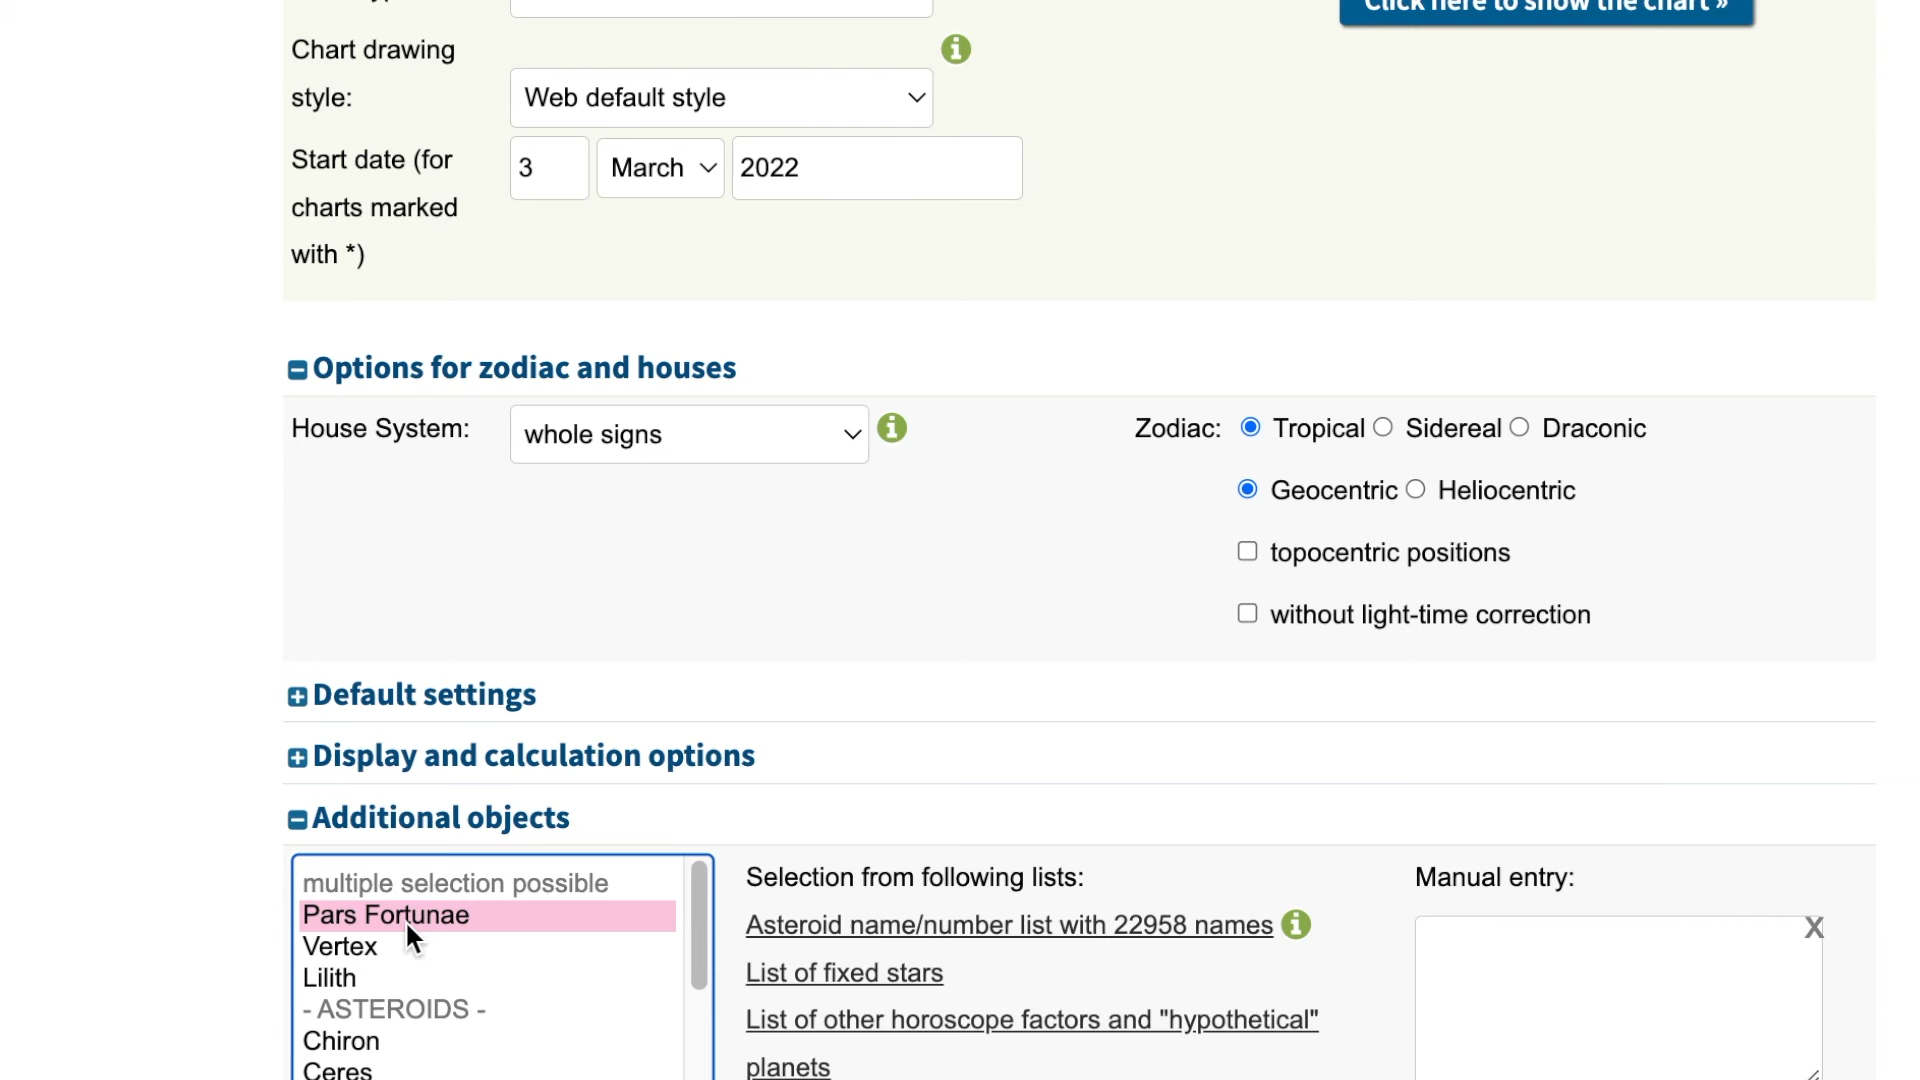 Click here to show the chart »
Chart drawing
style:
Web default style
Start date (for
charts marked
with *)
3
March
2022
Options for zodiac and houses
House System:
whole signs
Zodiac:
Tropical
Sidereal
Draconic
Geocentric
Heliocentric
topocentric positions
without light-time correction
Default settings
Display and calculation options
Additional objects
multiple selection possible
Pars Fortunae
Vertex
Lilith
- ASTEROIDS -
Chiron
Ceres
Selection from following lists:
Asteroid name/number list with 22958 names
List of fixed stars
List of other horoscope factors and "hypothetical"
planets
Manual entry:
X